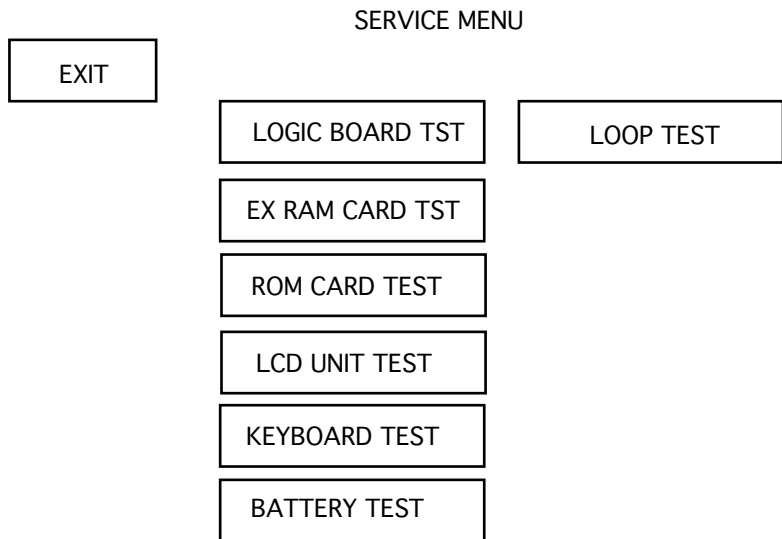 SERVICE MENU
EXIT
LOGIC BOARD TST
LOOP TEST
EX RAM CARD TST
ROM CARD TEST
LCD UNIT TEST
KEYBOARD TEST
BATTERY TEST